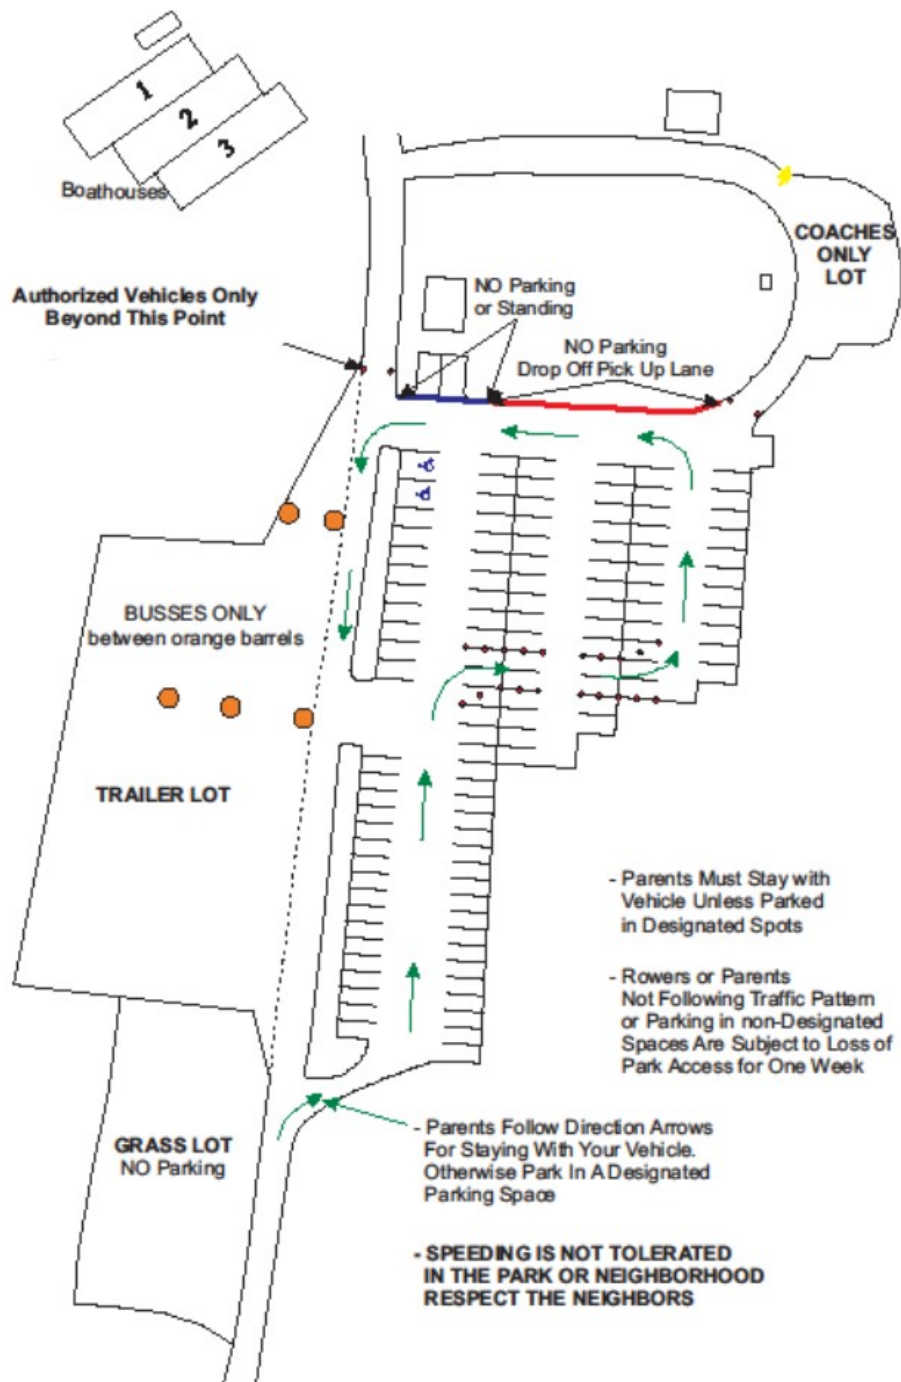 1
2
3
Boathouses
COACHES
ONLY
LOT
Authorized Vehicles Only
Beyond This Point
NO Parking
or Standing
NO Parking
Drop Off Pick Up Lane
BUSSES ONLY
between orange barrels
TRAILER LOT
- Parents Must Stay with
Vehicle Unless Parked
in Designated Spots
- Rowers or Parents
Not Following Traffic Pattern
or Parking in non-Designated
Spaces Are Subject to Loss of
Park Access for One Week
GRASS LOT
NO Parking
- Parents Follow Direction Arrows
For Staying With Your Vehicle.
Otherwise Park In A Designated
Parking Space
- SPEEDING IS NOT TOLERATED
IN THE PARK OR NEIGHBORHOOD
RESPECT THE NEIGHBORS